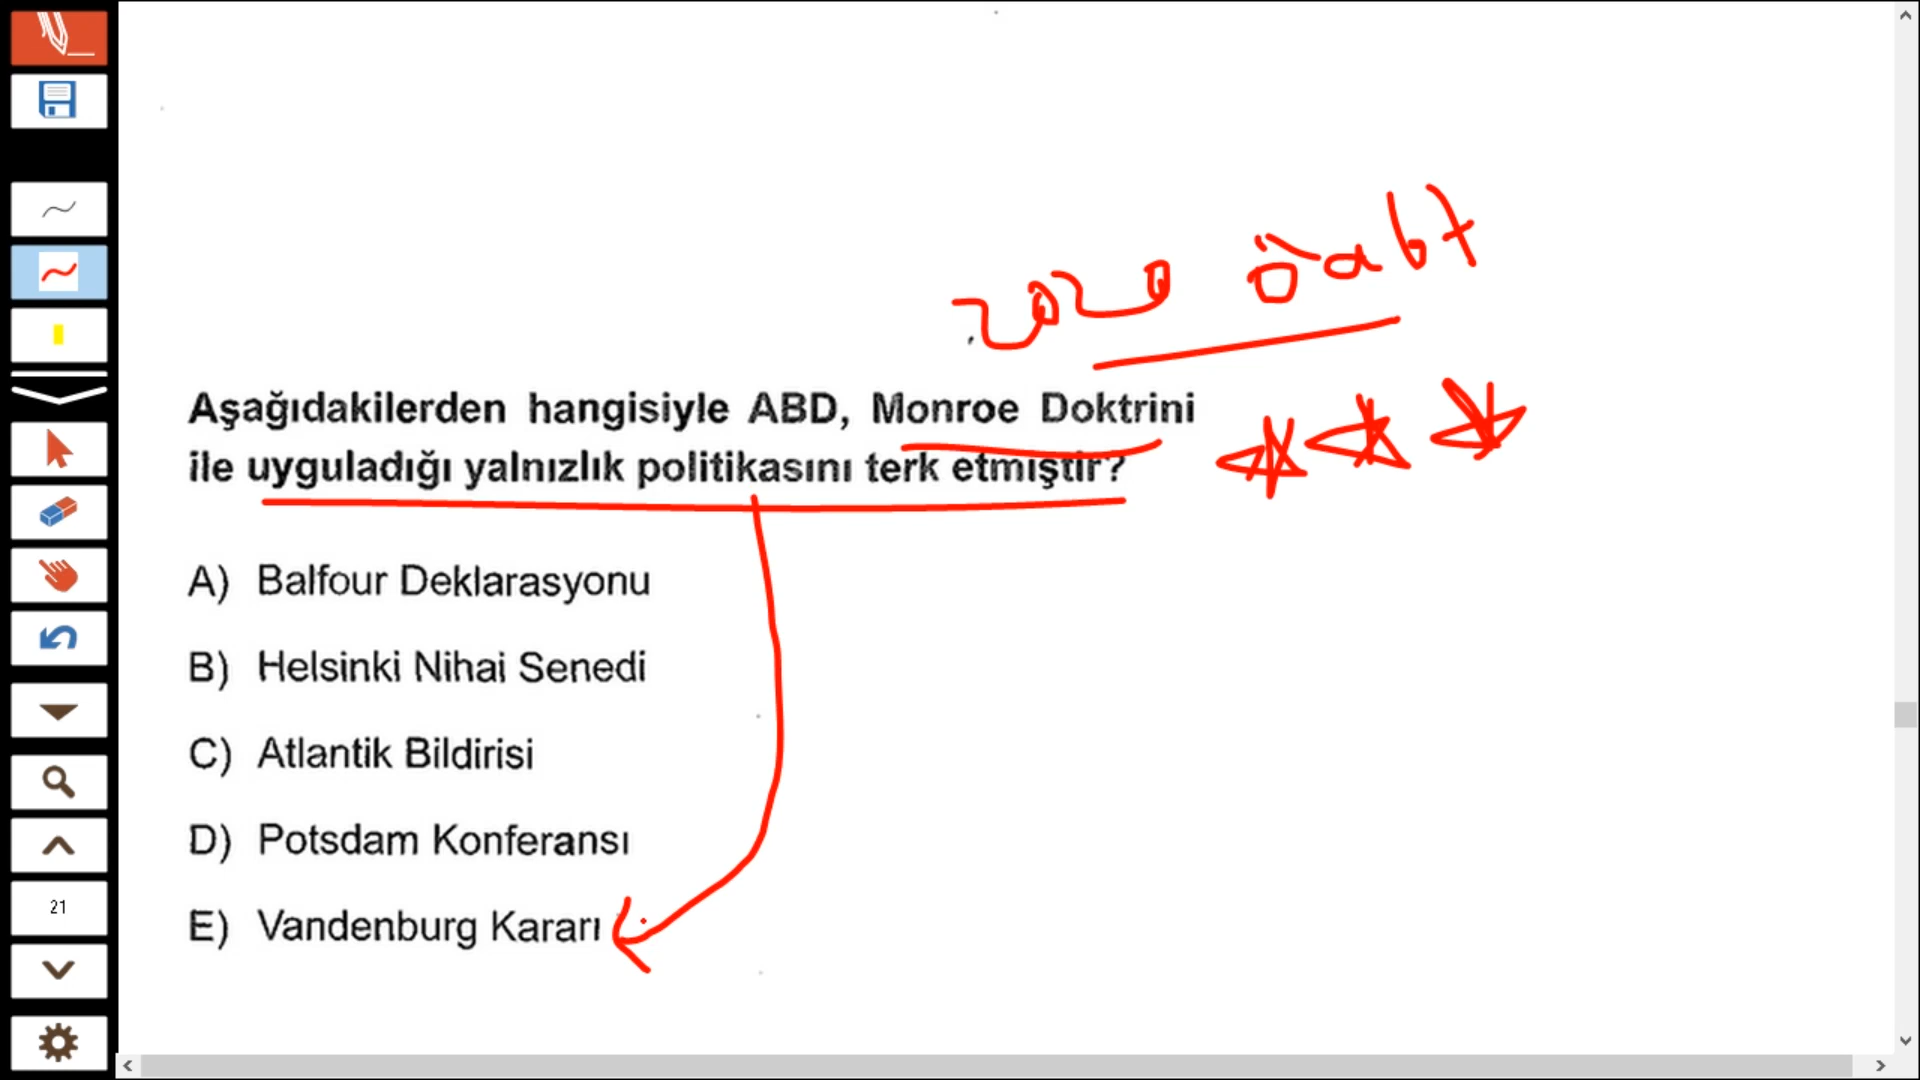 2020 öabt
Aşağıdakilerden hangisiyle ABD, Monroe Doktrini
ile uyguladığı yalnızlık politikasını terk etmiştir?
A) Balfour Deklarasyonu
B) Helsinki Nihai Senedi
C) Atlantik Bildirisi
D) Potsdam Konferansı
E) Vandenburg Kararı
21